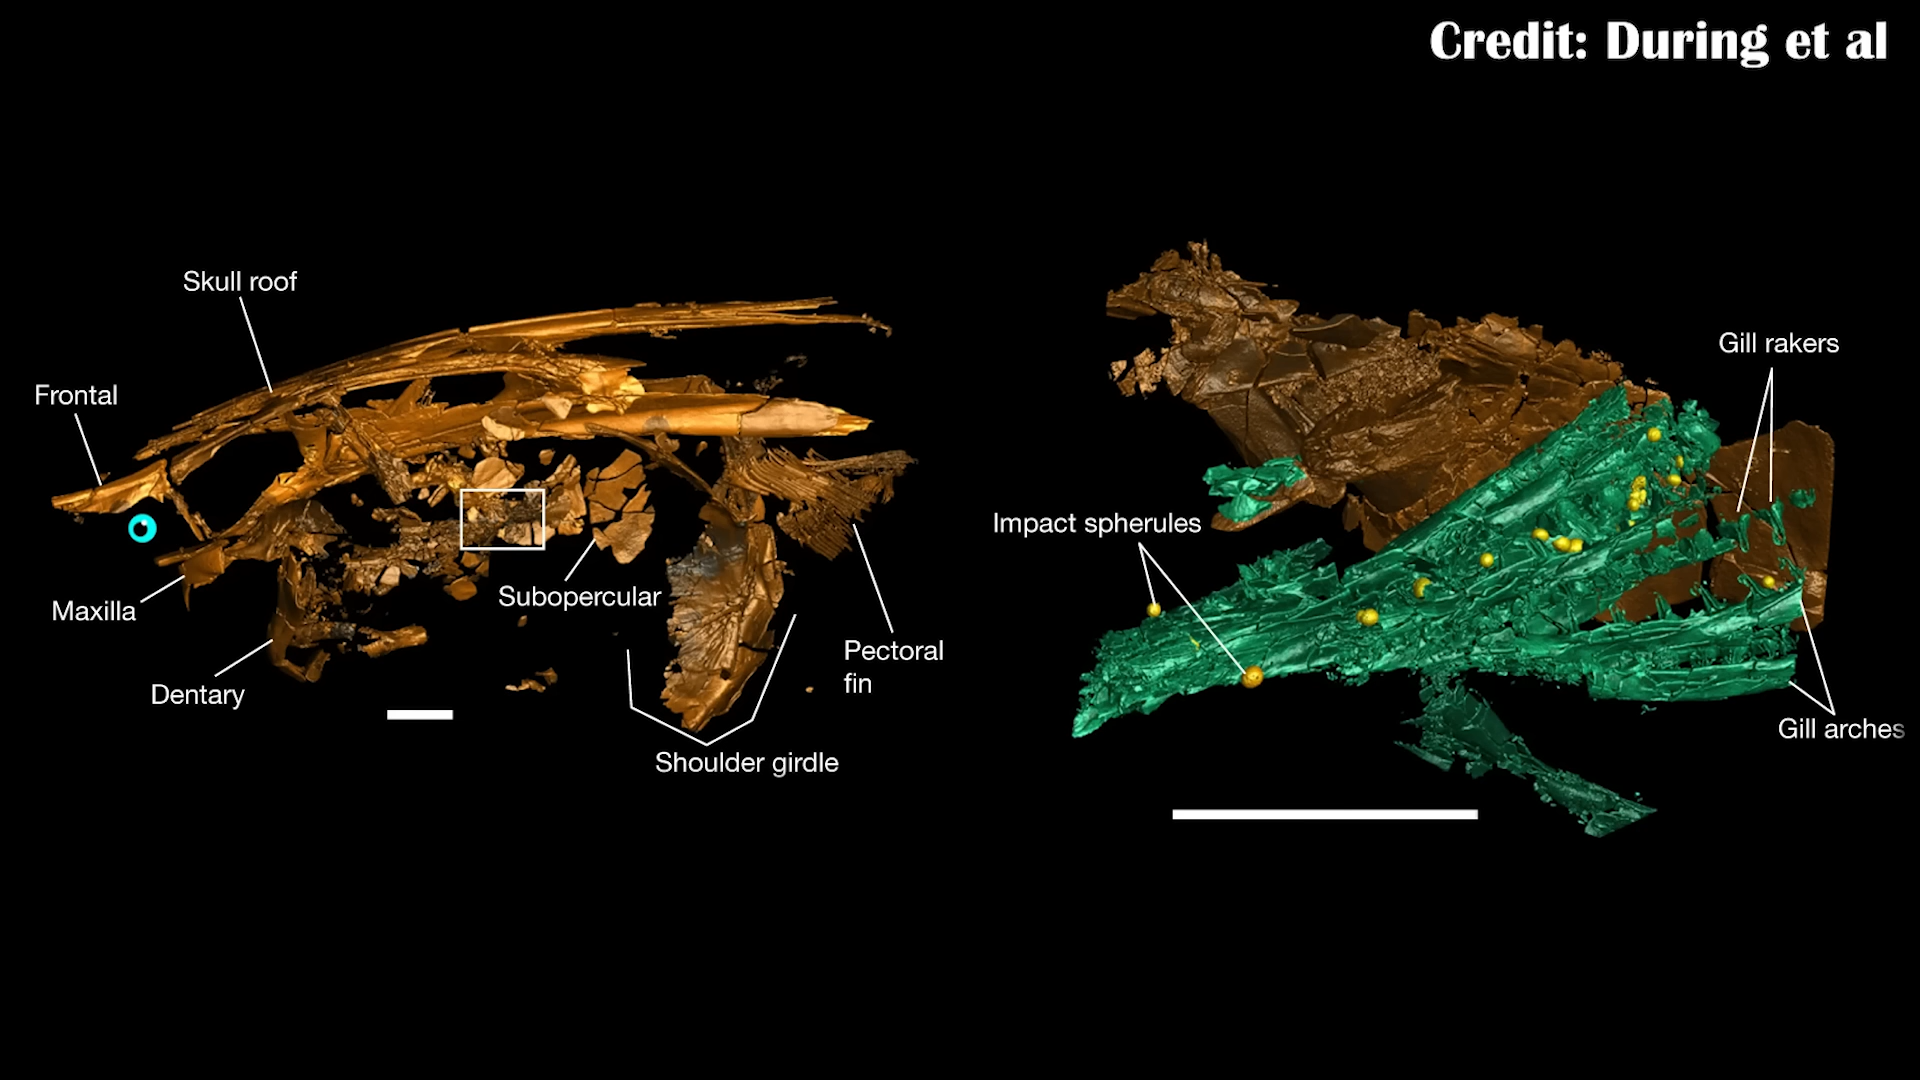 Credit: During et al
Skull roof
Frontal
Maxilla
Dentary
Subopercular
Pectoral
fin
Shoulder girdle
Gill rakers
Impact spherules
Gill arches